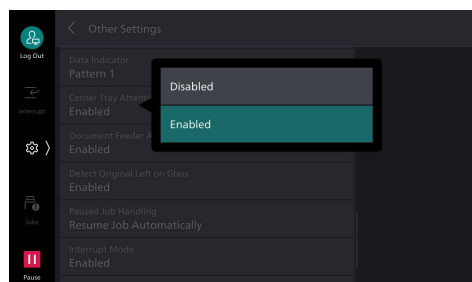 Other Settings
Log Out
Data Indicator
Pattern 1
Interrupt
Center Tray
Enabled
Disabled
Enabled
Document Feeder
Enabled
Detect Original Left on Glass
Enabled
Jobs
Paused Job Handling
Resume Job Automatically
Interrupt Mode
Enabled
Pause